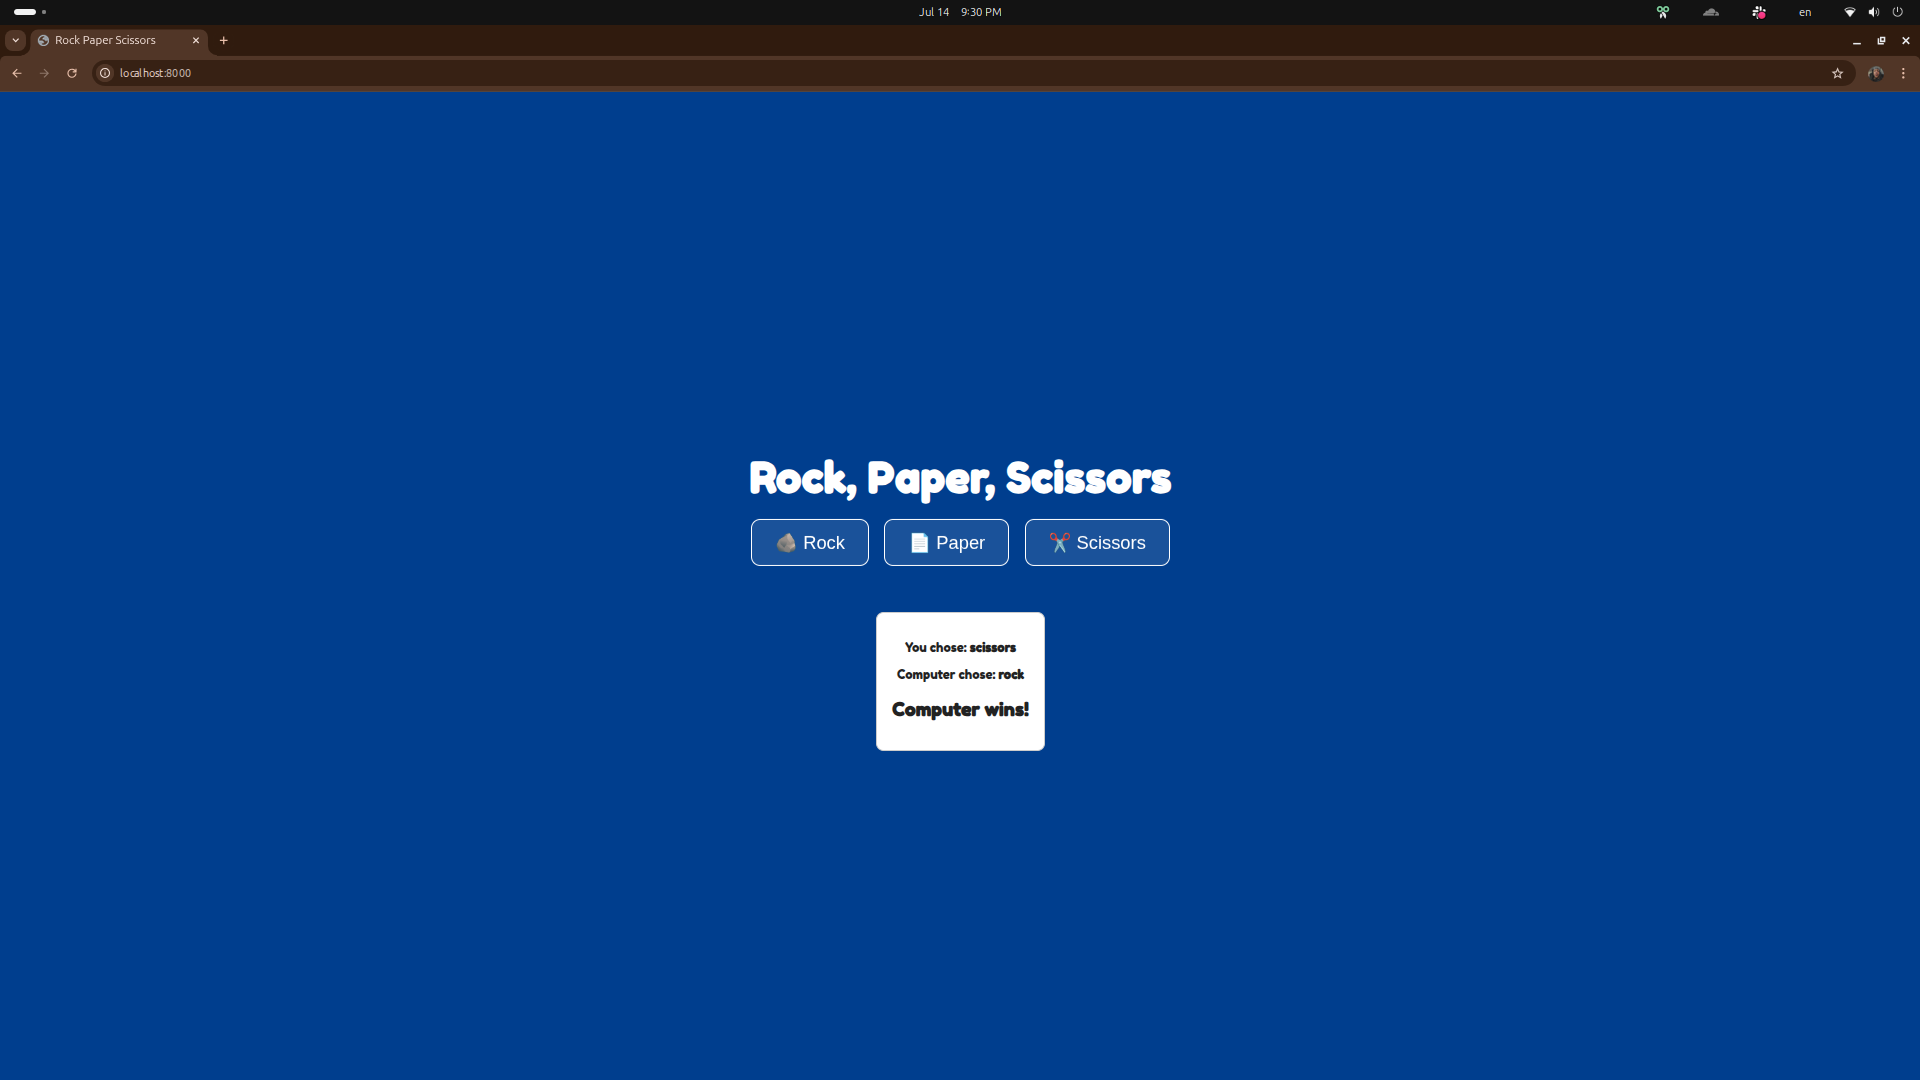 Jul 14 9:30 PM
en
Rock Paper Scissors
localhost:8000
Rock, Paper, Scissors
Rock
Paper
Scissors
You chose: scissors
Computer chose: rock
Computer wins!